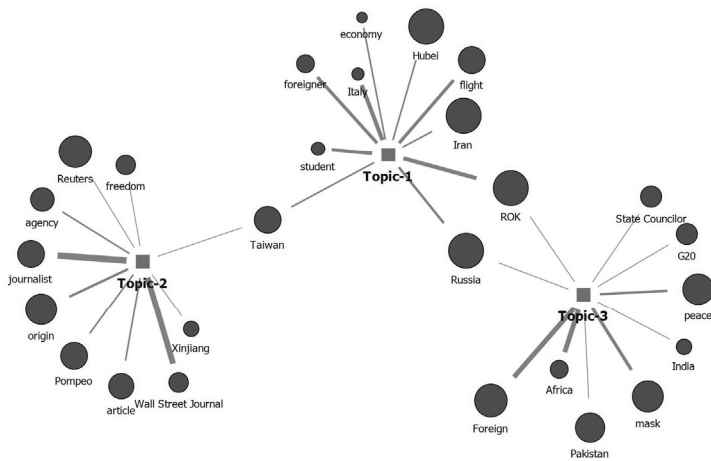 economy
Hubei
foreigner
Italy
flight
Iran
student
Topic-1
Reuters
freedom
agency
ROK
State Councilor
Taiwan
G20
journalist
Topic-2
Russia
origin
Topic-3
peace
Xinjiang
Pompeo
India
Africa
article
Wall Street Journal
Foreign
mask
Pakistan